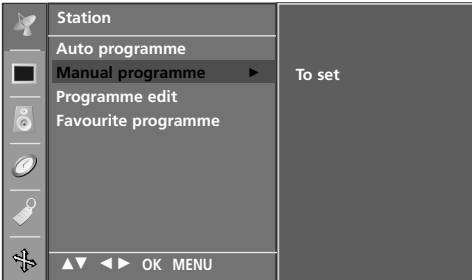 Station
Auto programme
Manual programme ►
To set
Programme edit
Favourite programme
▲▼ ◄► OK MENU